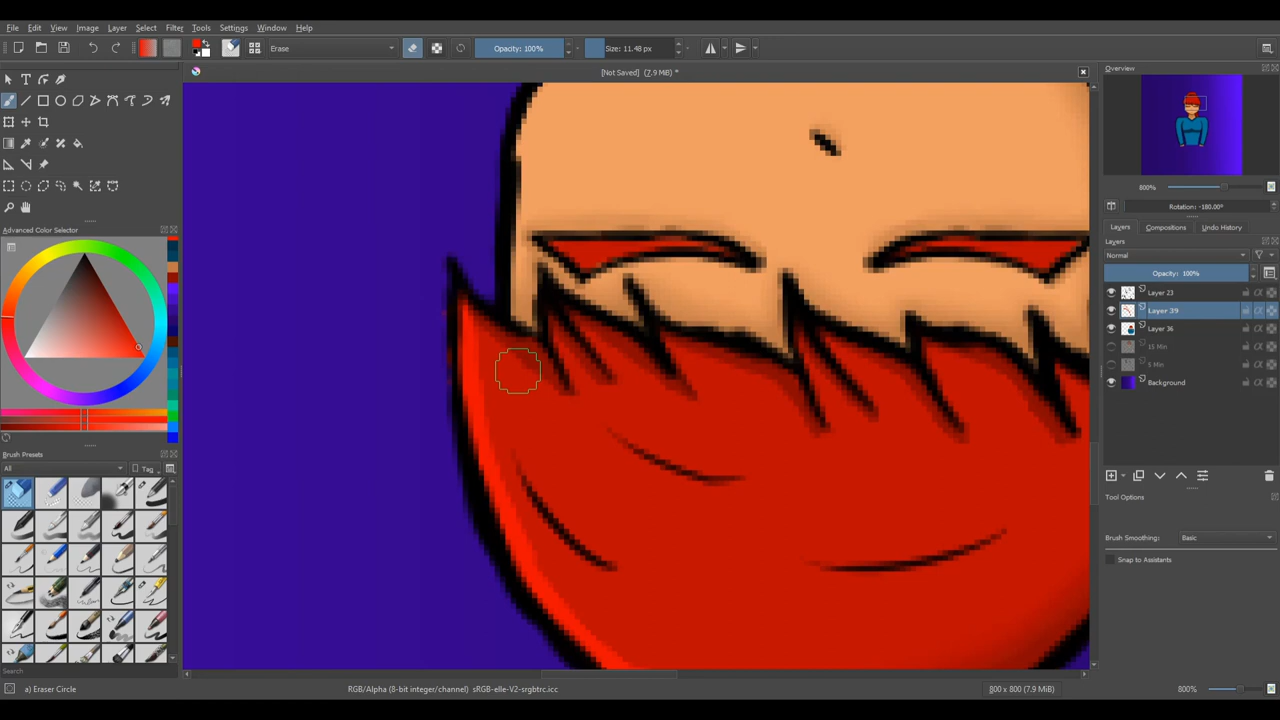 File Edit View Image Layer Select Filter Tools Settings Window Help
Erase Opacity: 100% Size: 11.48 px
[Not Saved] (7.9 MiB) *
Overview
800%
Rotation: -180.00°
Layers Compositions Undo History
Layers
Normal
Opacity: 100%
Layer 23
Layer 39
Layer 36
15 Min
5 Min
Background
Tool Options
Brush Smoothing: Basic
Snap to Assistants
Advanced Color Selector
Brush Presets
All Tag
Search
a) Eraser Circle RGB/Alpha (8-bit integer/channel) sRGB-elle-V2-srgbtrc.icc 800 x 800 (7.9 MiB) 800%